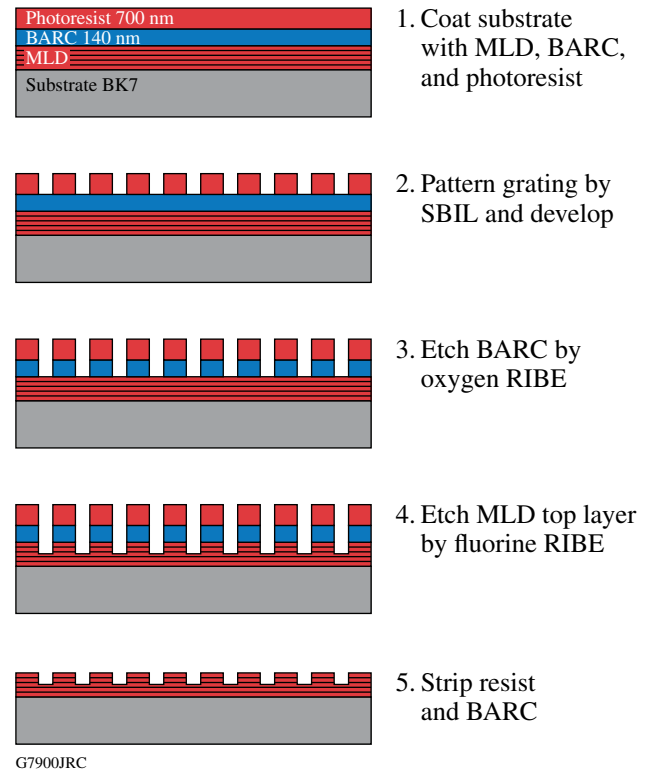 Photoresist 700 nm
BARC 140 nm
MLD
Substrate BK7
1. Coat substrate
with MLD, BARC,
and photoresist
2. Pattern grating by
SBIL and develop
3. Etch BARC by
oxygen RIBE
4. Etch MLD top layer
by fluorine RIBE
5. Strip resist
and BARC
G7900JRC